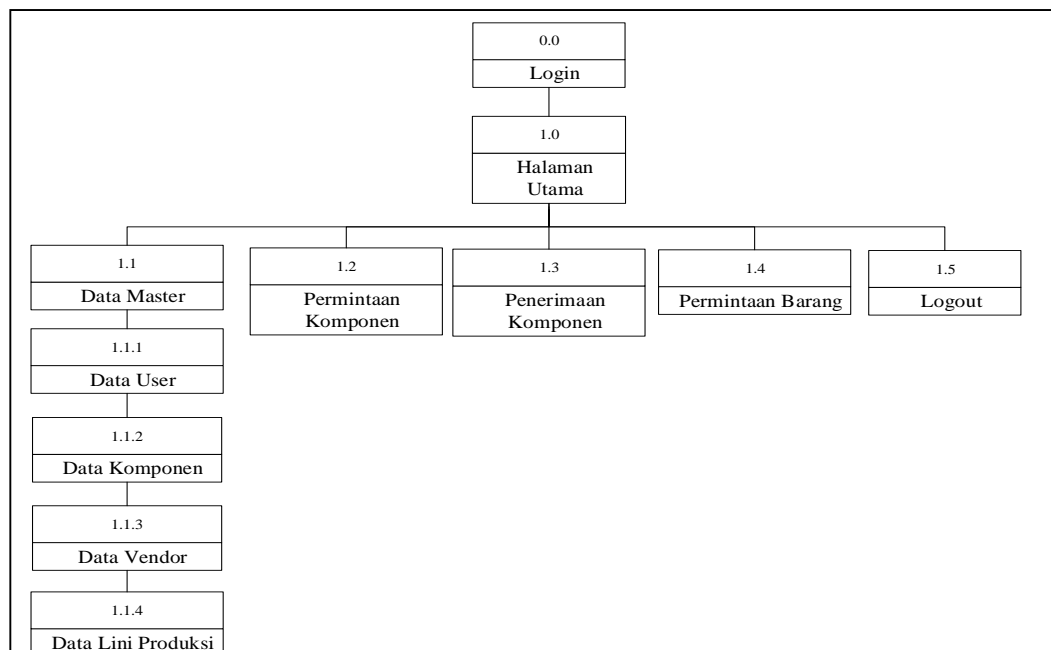 0.0
Login
1.0
Halaman
Utama
1.1
Data Master
1.2
Permintaan
Komponen
1.3
Penerimaan
Komponen
1.4
Permintaan Barang
1.5
Logout
1.1.1
Data User
1.1.2
Data Komponen
1.1.3
Data Vendor
1.1.4
Data Lini Produksi